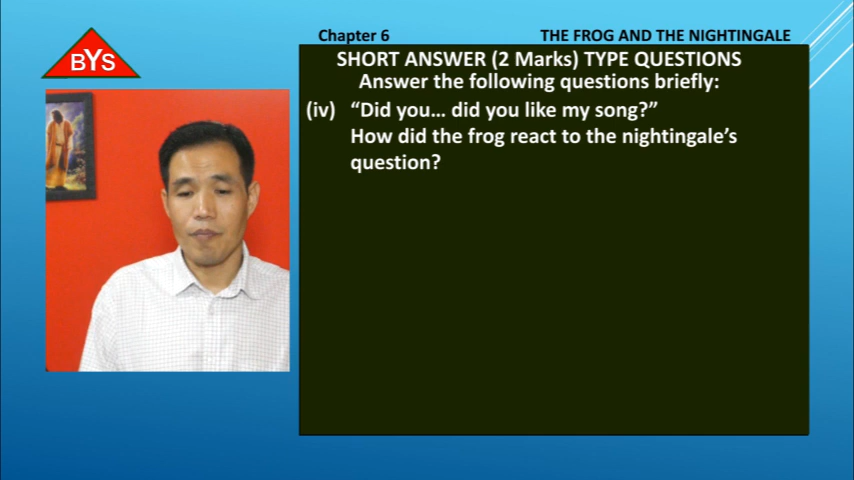 BYS
Chapter 6 THE FROG AND THE NIGHTINGALE
SHORT ANSWER (2 Marks) TYPE QUESTIONS
Answer the following questions briefly:
(iv) “Did you... did you like my song?”
How did the frog react to the nightingale’s
question?